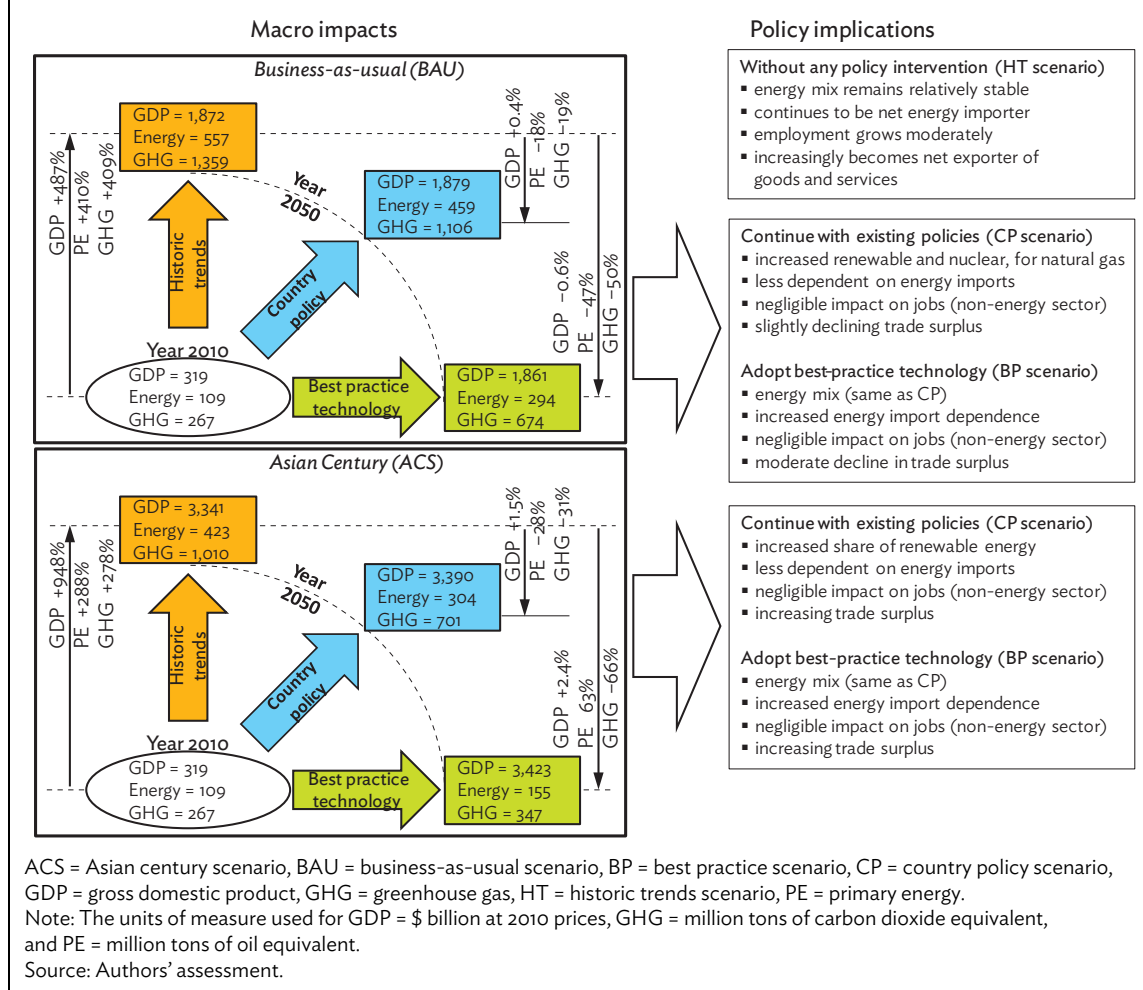 Macro impacts
Business-as-usual (BAU)
GDP = 1,872
Energy = 557
GHG = 1,359
GDP +487%
PE +410%
GHG +409%
Historic
trends
Year
2050
GDP = 1,879
Energy = 459
GHG = 1,106
GDP +0.4%
PE −18%
GHG −19%
Country
policy
GDP −0.6%
PE −47%
GHG −50%
Year 2010
GDP = 319
Energy = 109
GHG = 267
Best practice
technology
GDP = 1,861
Energy = 294
GHG = 674
Asian Century (ACS)
GDP = 3,341
Energy = 423
GHG = 1,010
GDP +948%
PE +288%
GHG +278%
Historic
trends
Year
2050
GDP = 3,390
Energy = 304
GHG = 701
GDP +1.5%
PE −28%
GHG −31%
Country
policy
GDP +2.4%
PE 63%
GHG −66%
Year 2010
GDP = 319
Energy = 109
GHG = 267
Best practice
technology
GDP = 3,423
Energy = 155
GHG = 347
Policy implications
Without any policy intervention (HT scenario)
▪ energy mix remains relatively stable
▪ continues to be net energy importer
▪ employment grows moderately
▪ increasingly becomes net exporter of
goods and services
Continue with existing policies (CP scenario)
▪ increased renewable and nuclear, for natural gas
▪ less dependent on energy imports
▪ negligible impact on jobs (non-energy sector)
▪ slightly declining trade surplus
Adopt best-practice technology (BP scenario)
▪ energy mix (same as CP)
▪ increased energy import dependence
▪ negligible impact on jobs (non-energy sector)
▪ moderate decline in trade surplus
Continue with existing policies (CP scenario)
▪ increased share of renewable energy
▪ less dependent on energy imports
▪ negligible impact on jobs (non-energy sector)
▪ increasing trade surplus
Adopt best-practice technology (BP scenario)
▪ energy mix (same as CP)
▪ increased energy import dependence
▪ negligible impact on jobs (non-energy sector)
▪ increasing trade surplus
ACS = Asian century scenario, BAU = business-as-usual scenario, BP = best practice scenario, CP = country policy scenario,
GDP = gross domestic product, GHG = greenhouse gas, HT = historic trends scenario, PE = primary energy.
Note: The units of measure used for GDP = $ billion at 2010 prices, GHG = million tons of carbon dioxide equivalent,
and PE = million tons of oil equivalent.
Source: Authors’ assessment.